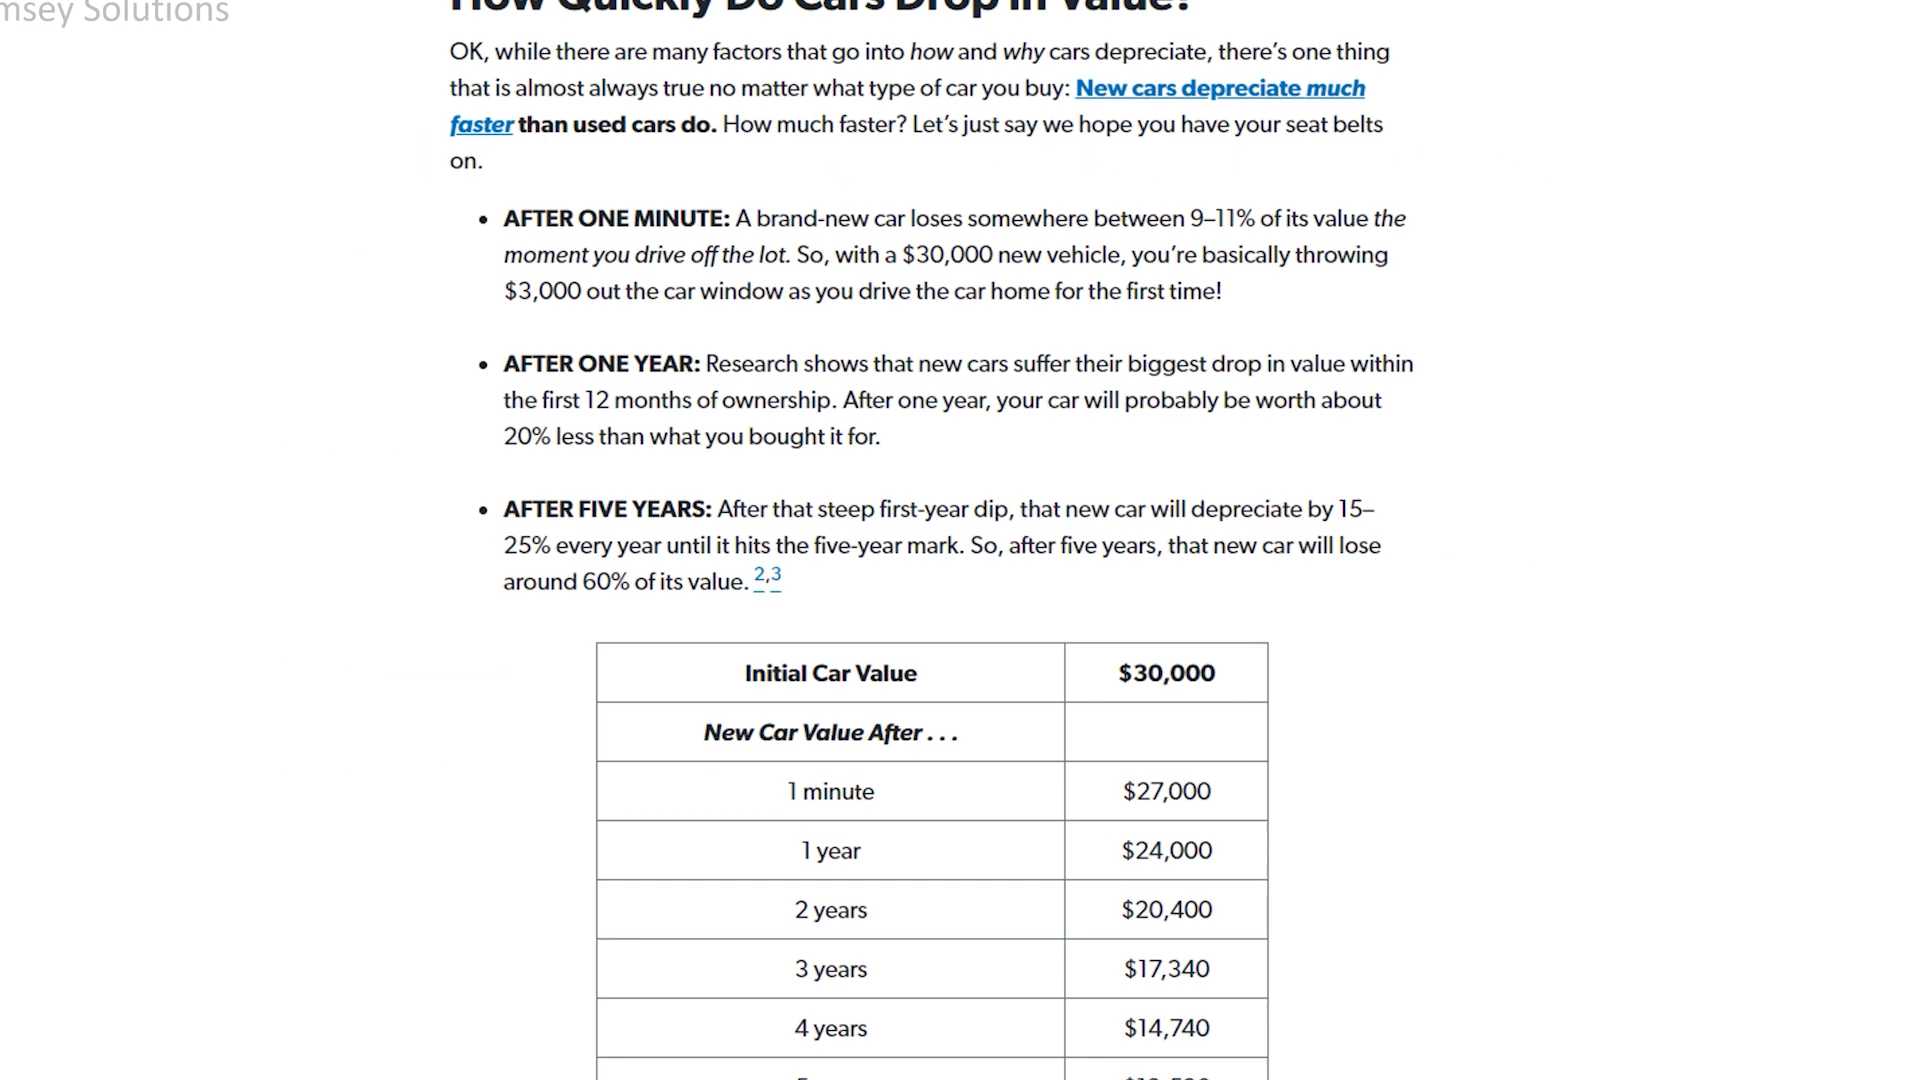 msey Solutions
How Quickly Do Cars Drop in Value?
OK, while there are many factors that go into how and why cars depreciate, there's one thing
that is almost always true no matter what type of car you buy: New cars depreciate much
faster than used cars do. How much faster? Let's just say we hope you have your seat belts
on.
• AFTER ONE MINUTE: A brand-new car loses somewhere between 9–11% of its value the
moment you drive off the lot. So, with a $30,000 new vehicle, you're basically throwing
$3,000 out the car window as you drive the car home for the first time!
• AFTER ONE YEAR: Research shows that new cars suffer their biggest drop in value within
the first 12 months of ownership. After one year, your car will probably be worth about
20% less than what you bought it for.
• AFTER FIVE YEARS: After that steep first-year dip, that new car will depreciate by 15–
25% every year until it hits the five-year mark. So, after five years, that new car will lose
around 60% of its value. 2,3
Initial Car Value $30,000
New Car Value After . . .
1 minute $27,000
1 year $24,000
2 years $20,400
3 years $17,340
4 years $14,740